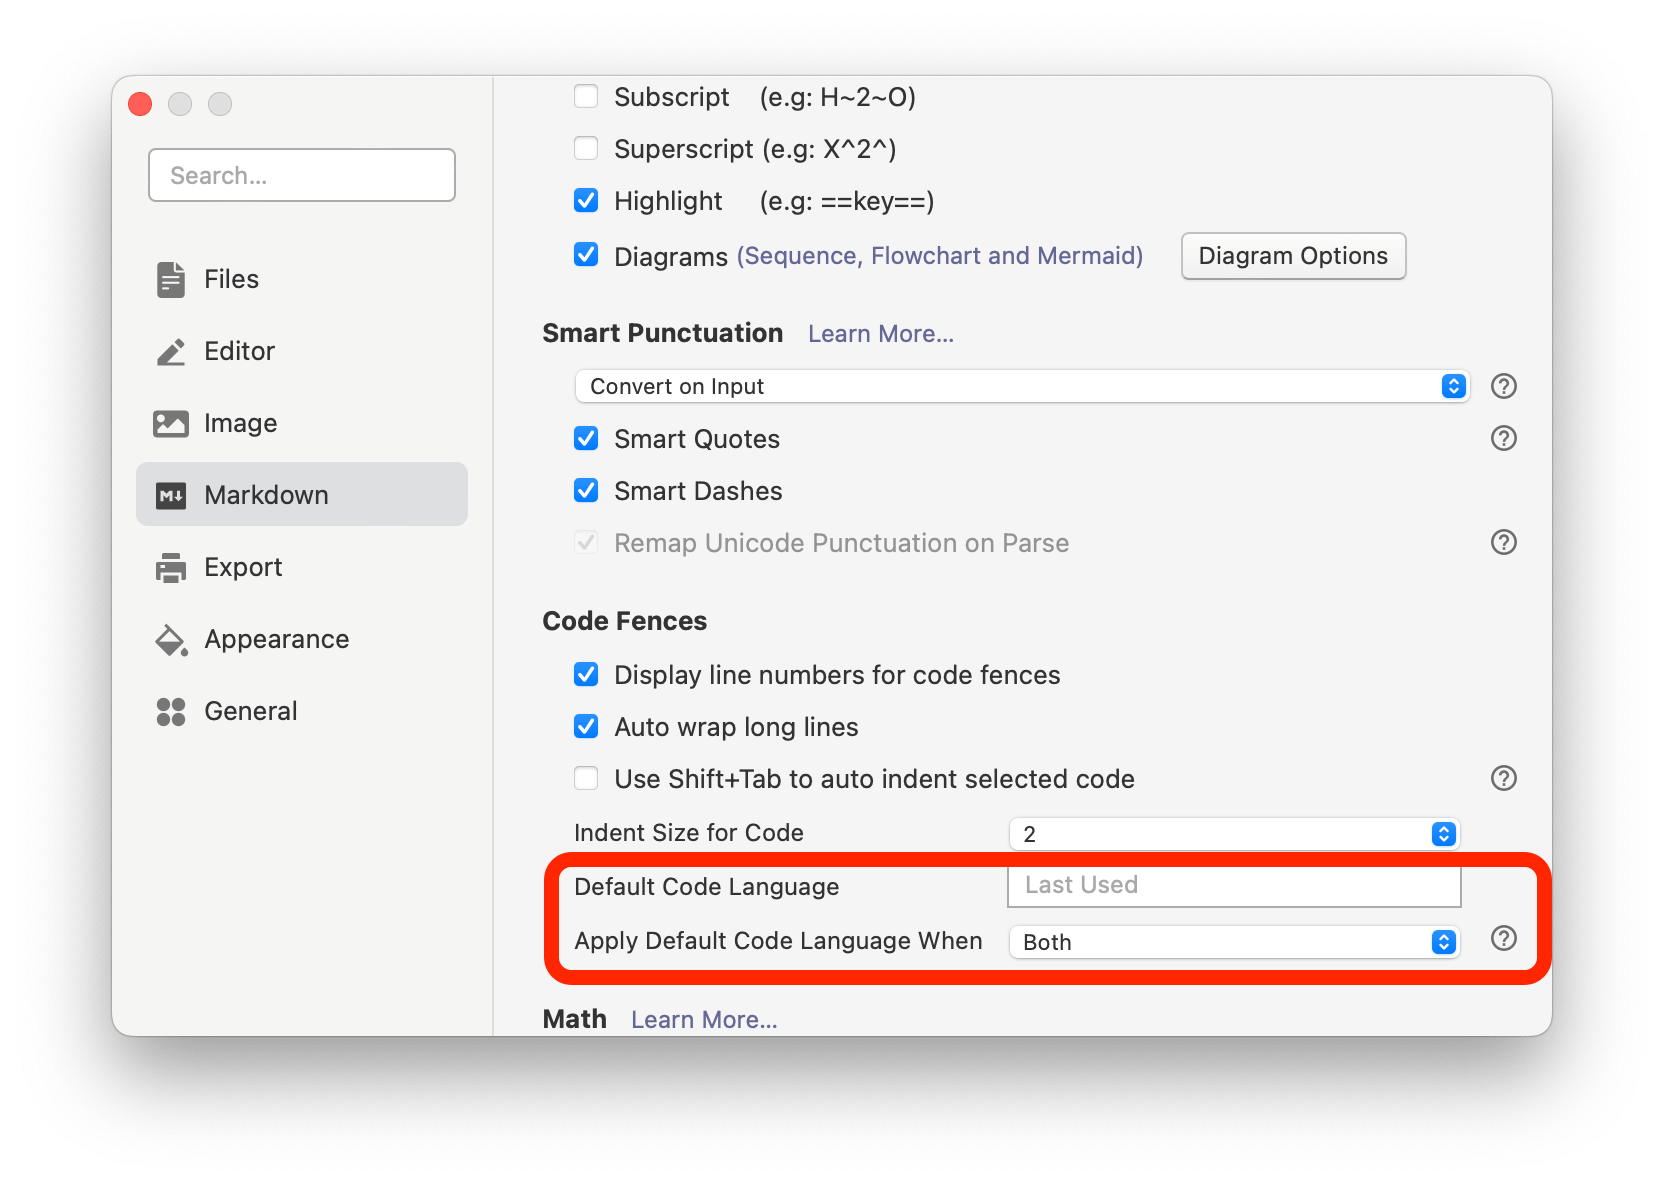 Search...
Files
Editor
Image
Markdown
Export
Appearance
General
Subscript (e.g: H~2~O)
Superscript (e.g: X^2^)
Highlight (e.g: ==key==)
Diagrams (Sequence, Flowchart and Mermaid) Diagram Options
Smart Punctuation Learn More...
Convert on Input
Smart Quotes
Smart Dashes
Remap Unicode Punctuation on Parse
Code Fences
Display line numbers for code fences
Auto wrap long lines
Use Shift+Tab to auto indent selected code
Indent Size for Code 2
Default Code Language Last Used
Apply Default Code Language When Both
Math Learn More...